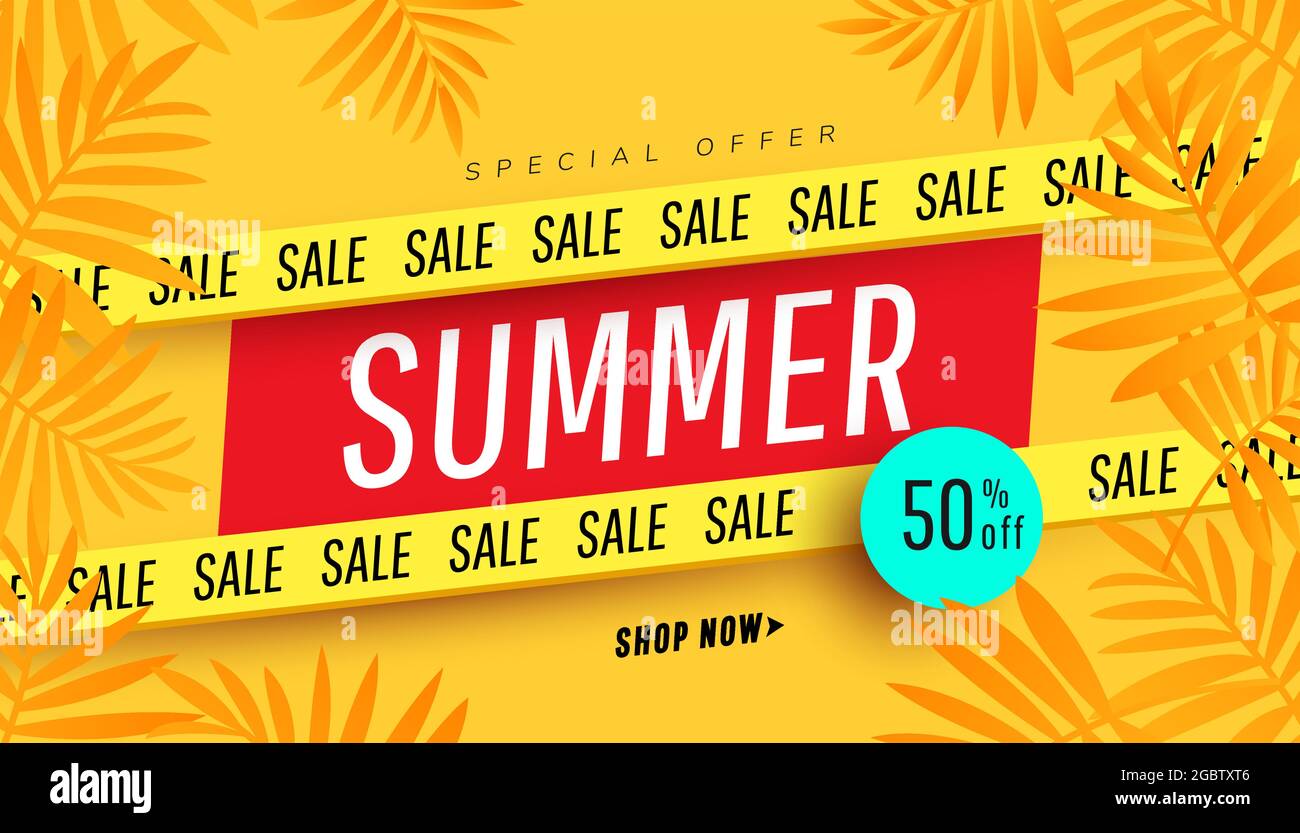 SPECIAL OFFER
SALE SALE SALE SALE SALE SALE SALE SALE SALE SALE
SUMMER
SALE SALE SALE SALE SALE SALE SALE SALE
50% off
SHOP NOW
alamy
Image ID: 2GBTXT6
www.alamy.com